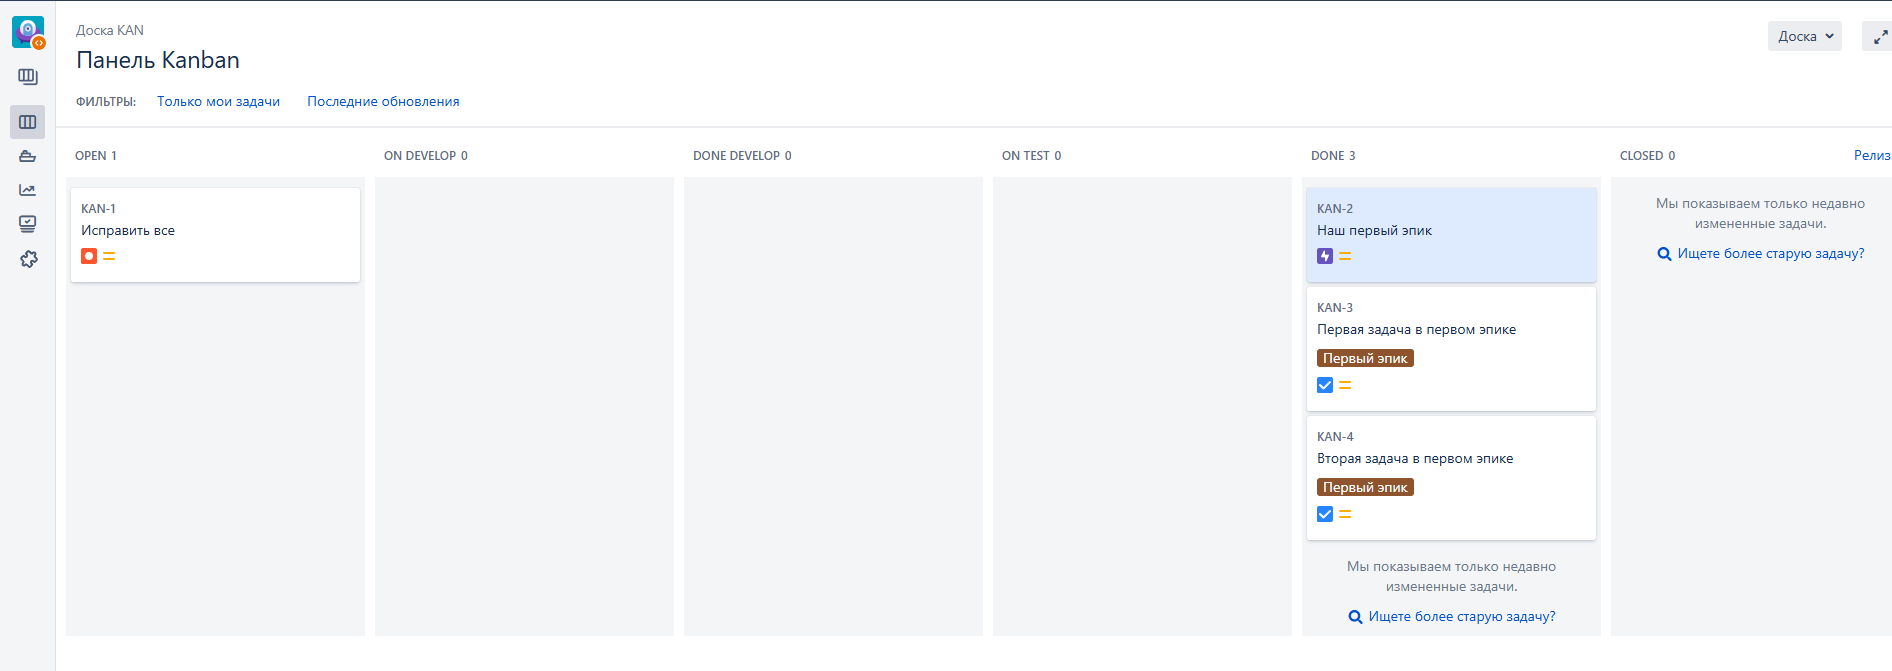 Доска KAN
Панель Kanban
Доска
ФИЛЬТРЫ: Только мои задачи Последние обновления
OPEN 1
ON DEVELOP 0
DONE DEVELOP 0
ON TEST 0
DONE 3
CLOSED 0
Релиз
KAN-1
Исправить все
KAN-2
Наш первый эпик
KAN-3
Первая задача в первом эпике
Первый эпик
KAN-4
Вторая задача в первом эпике
Первый эпик
Мы показываем только недавно
измененные задачи.
Ищете более старую задачу?
Мы показываем только недавно
измененные задачи.
Ищете более старую задачу?